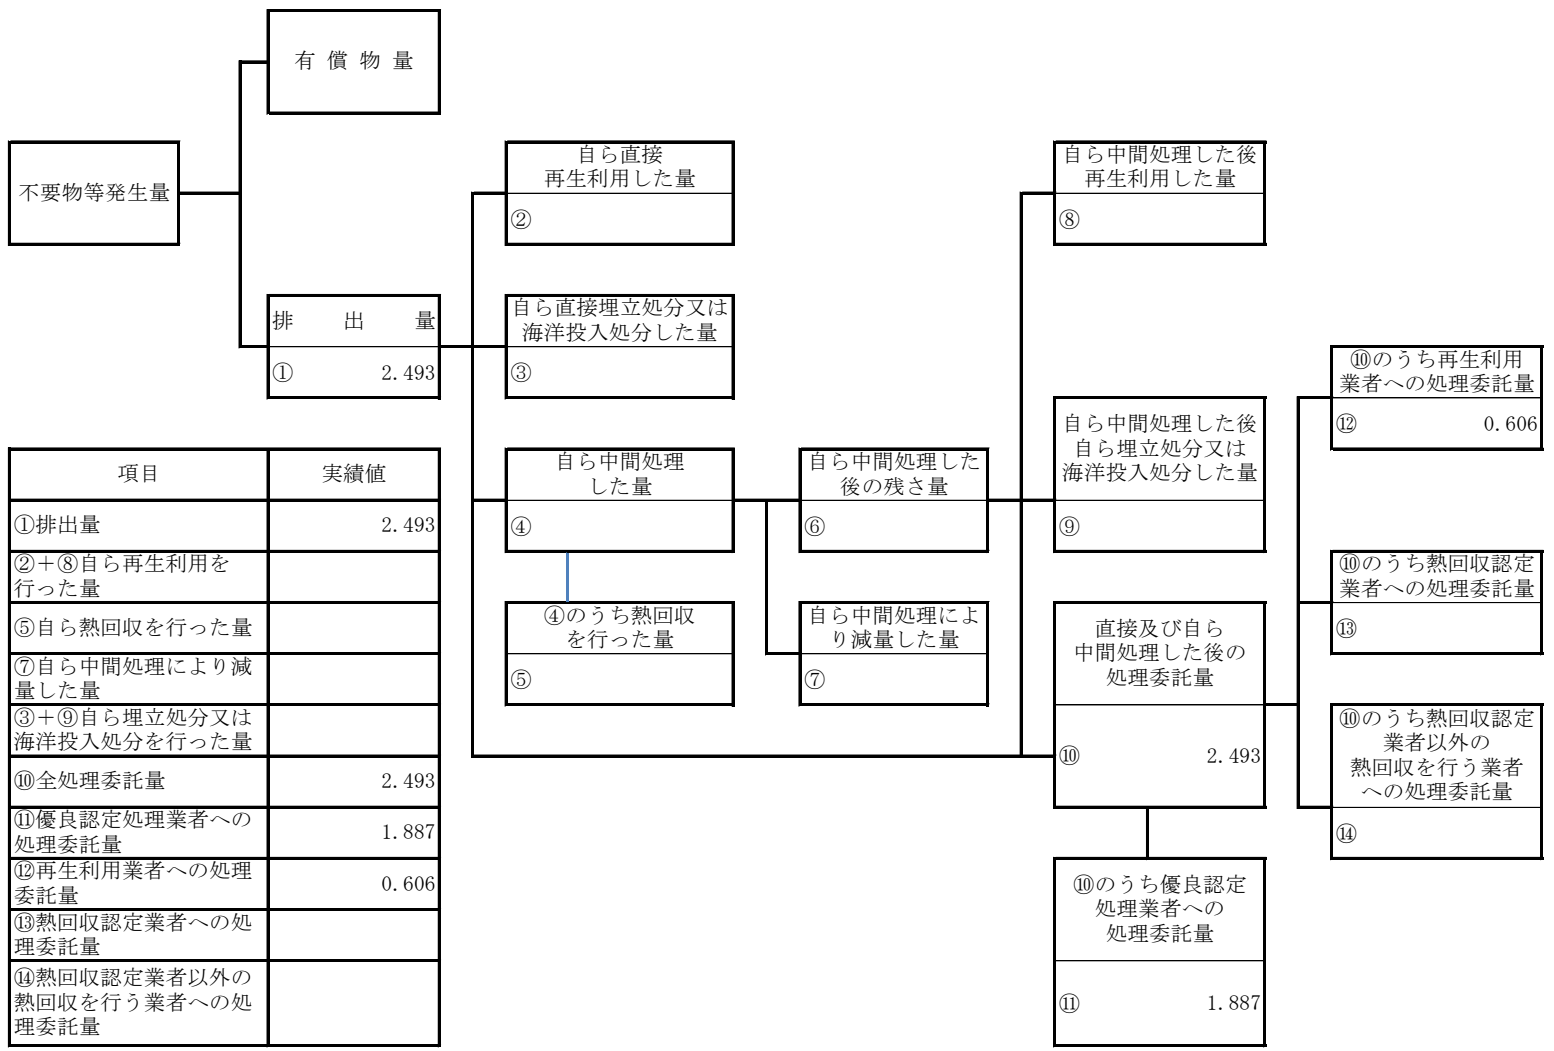 有 償 物 量
不要物等発生量
自ら直接
再生利用した量
②
自ら中間処理した後
再生利用した量
⑧
排 出 量
① 2.493
自ら直接埋立処分又は
海洋投入処分した量
③
⑩のうち再生利用
業者への処理委託量
⑫ 0.606
自ら中間処理した後
自ら埋立処分又は
海洋投入処分した量
⑨
自ら中間処理
した量
④
自ら中間処理した
後の残さ量
⑥
⑩のうち熱回収認定
業者への処理委託量
⑬
④のうち熱回収
を行った量
⑤
自ら中間処理によ
り減量した量
⑦
直接及び自ら
中間処理した後の
処理委託量
⑩ 2.493
⑩のうち熱回収認定
業者以外の
熱回収を行う業者
への処理委託量
⑭
⑩のうち優良認定
処理業者への
処理委託量
⑪ 1.887
項目 実績値
①排出量 2.493
②＋⑧自ら再生利用を
行った量
⑤自ら熱回収を行った量
⑦自ら中間処理により減
量した量
③＋⑨自ら埋立処分又は
海洋投入処分を行った量
⑩全処理委託量 2.493
⑪優良認定処理業者への
処理委託量 1.887
⑫再生利用業者への処理
委託量 0.606
⑬熱回収認定業者への処
理委託量
⑭熱回収認定業者以外の
熱回収を行う業者への処
理委託量